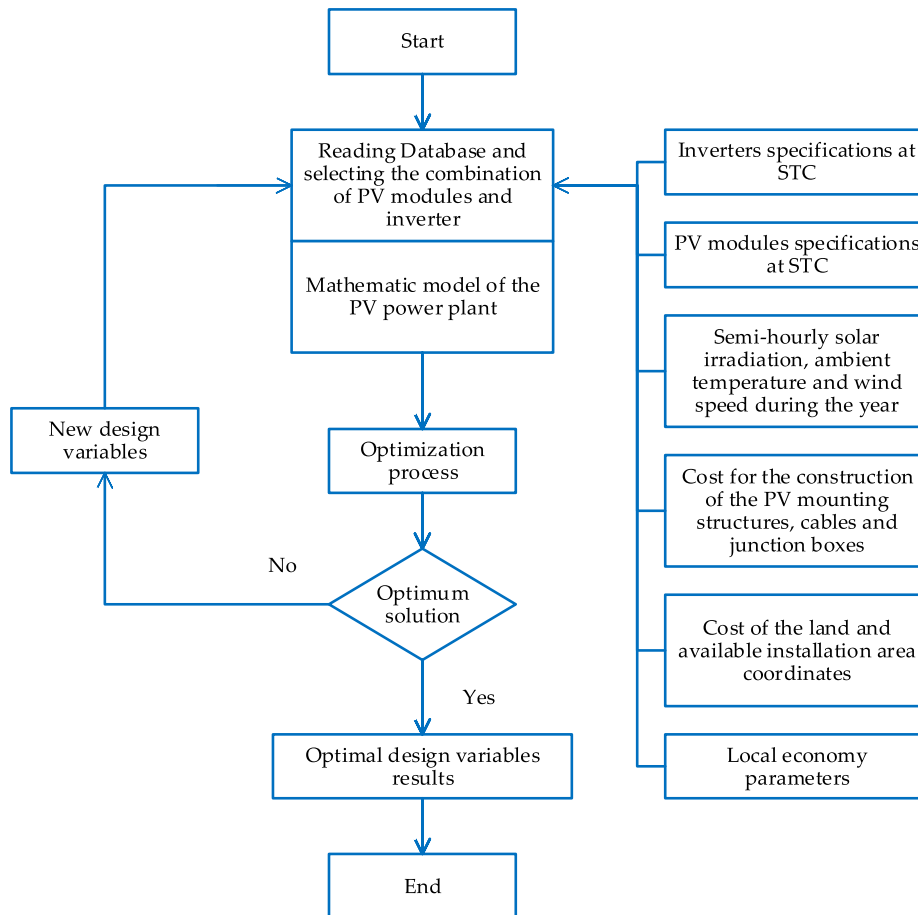 Start
Reading Database and
selecting the combination
of PV modules and
inverter
Mathematic model of the
PV power plant
New design
variables
Optimization
process
No
Optimum
solution
Yes
Optimal design variables
results
End
Inverters specifications at
STC
PV modules specifications
at STC
Semi-hourly solar
irradiation, ambient
temperature and wind
speed during the year
Cost for the construction
of the PV mounting
structures, cables and
junction boxes
Cost of the land and
available installation area
coordinates
Local economy
parameters